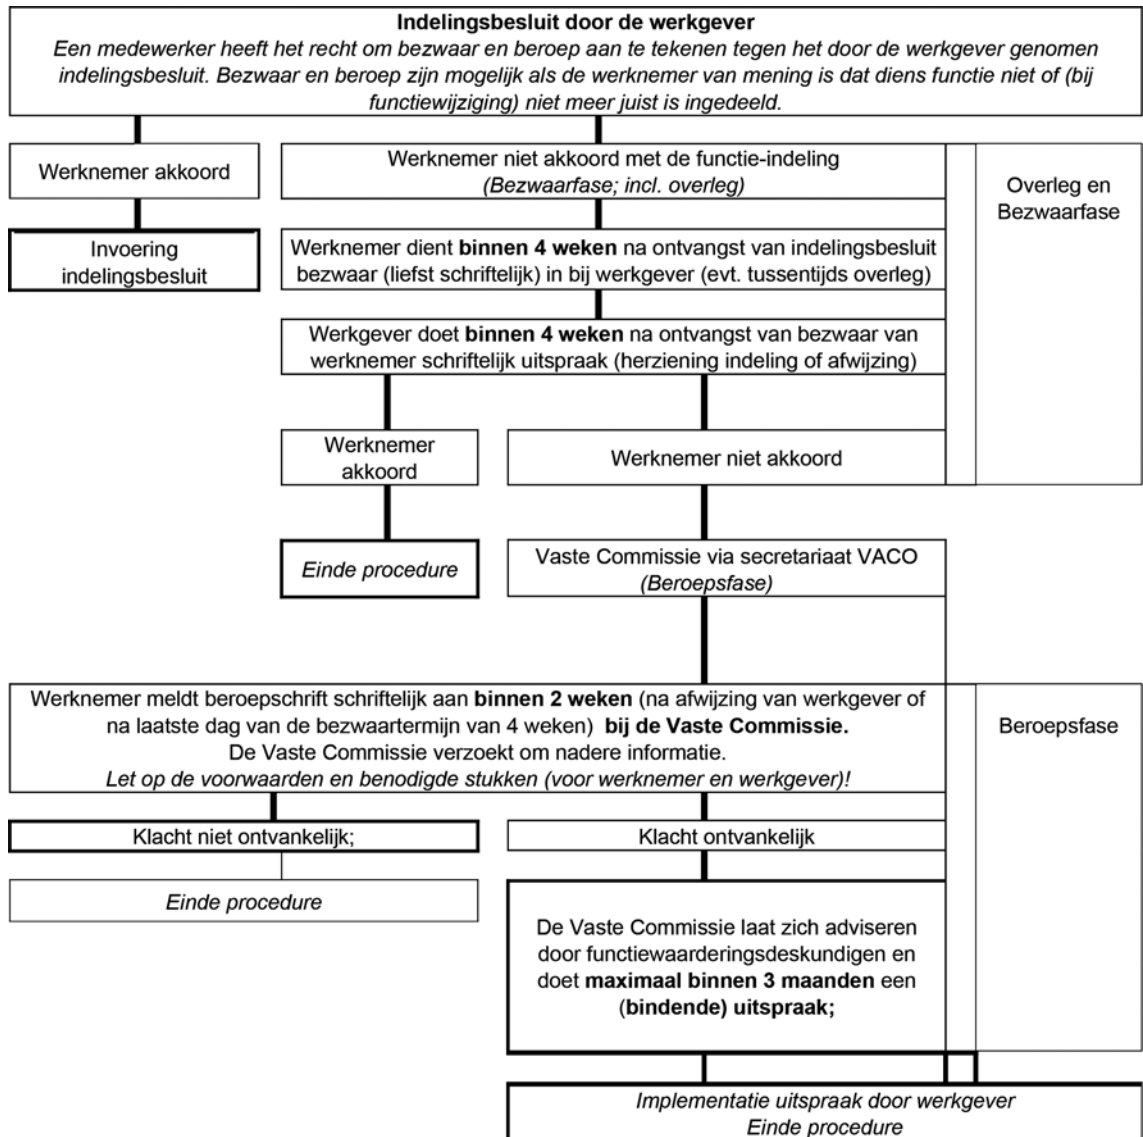 Indelingsbesluit door de werkgever
Een medewerker heeft het recht om bezwaar en beroep aan te tekenen tegen het door de werkgever genomen
indelingsbesluit. Bezwaar en beroep zijn mogelijk als de werknemer van mening is dat diens functie niet of (bij
functiewijziging) niet meer juist is ingedeeld.
Werknemer akkoord
Werknemer niet akkoord met de functie-indeling
(Bezwaarfase; incl. overleg)
Overleg en
Bezwaarfase
Invoering
indelingsbesluit
Werknemer dient binnen 4 weken na ontvangst van indelingsbesluit
bezwaar (liefst schriftelijk) in bij werkgever (evt. tussentijds overleg)
Werkgever doet binnen 4 weken na ontvangst van bezwaar van
werknemer schriftelijk uitspraak (herziening indeling of afwijzing)
Werknemer
akkoord
Werknemer niet akkoord
Einde procedure
Vaste Commissie via secretariaat VACO
(Beroepsfase)
Werknemer meldt beroepschrift schriftelijk aan binnen 2 weken (na afwijzing van werkgever of
na laatste dag van de bezwaartermijn van 4 weken) bij de Vaste Commissie.
De Vaste Commissie verzoekt om nadere informatie.
Let op de voorwaarden en benodigde stukken (voor werknemer en werkgever)!
Beroepsfase
Klacht niet ontvankelijk;
Klacht ontvankelijk
Einde procedure
De Vaste Commissie laat zich adviseren
door functiewaarderingsdeskundigen en
doet maximaal binnen 3 maanden een
(bindende) uitspraak;
Implementatie uitspraak door werkgever
Einde procedure